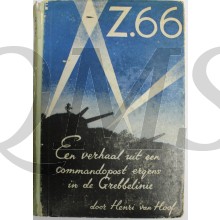 Z.66
Een verhaal uit een
commandopost ergens
in de Grebbelinie
door Henri van Hoof